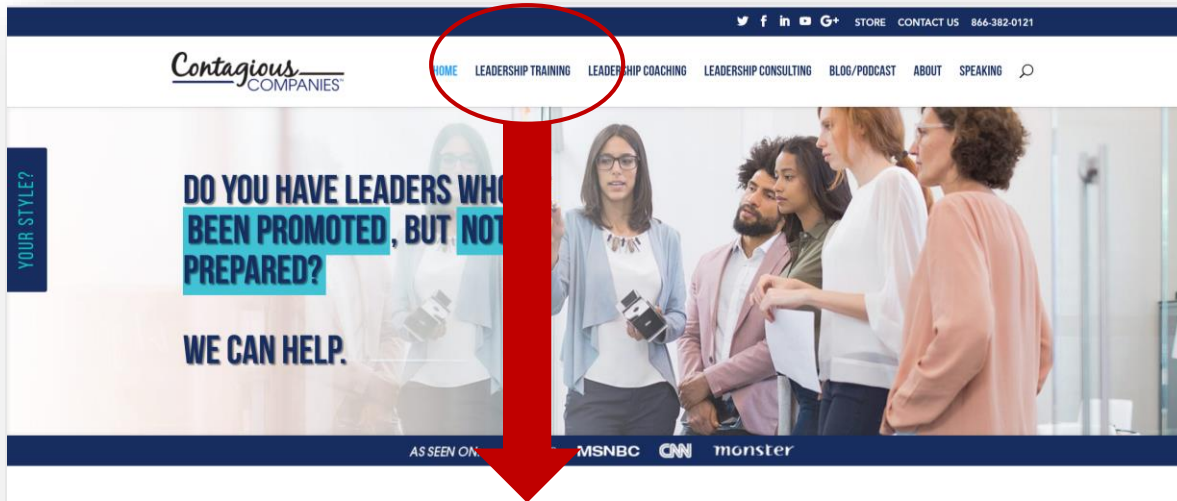 STORE CONTACT US 866-382-0121
Contagious
COMPANIES™
HOME LEADERSHIP TRAINING LEADERSHIP COACHING LEADERSHIP CONSULTING BLOG/PODCAST ABOUT SPEAKING
YOUR STYLE?
DO YOU HAVE LEADERS WHO
BEEN PROMOTED, BUT NOT
PREPARED?
WE CAN HELP.
AS SEEN ON: MSNBC CNN monster